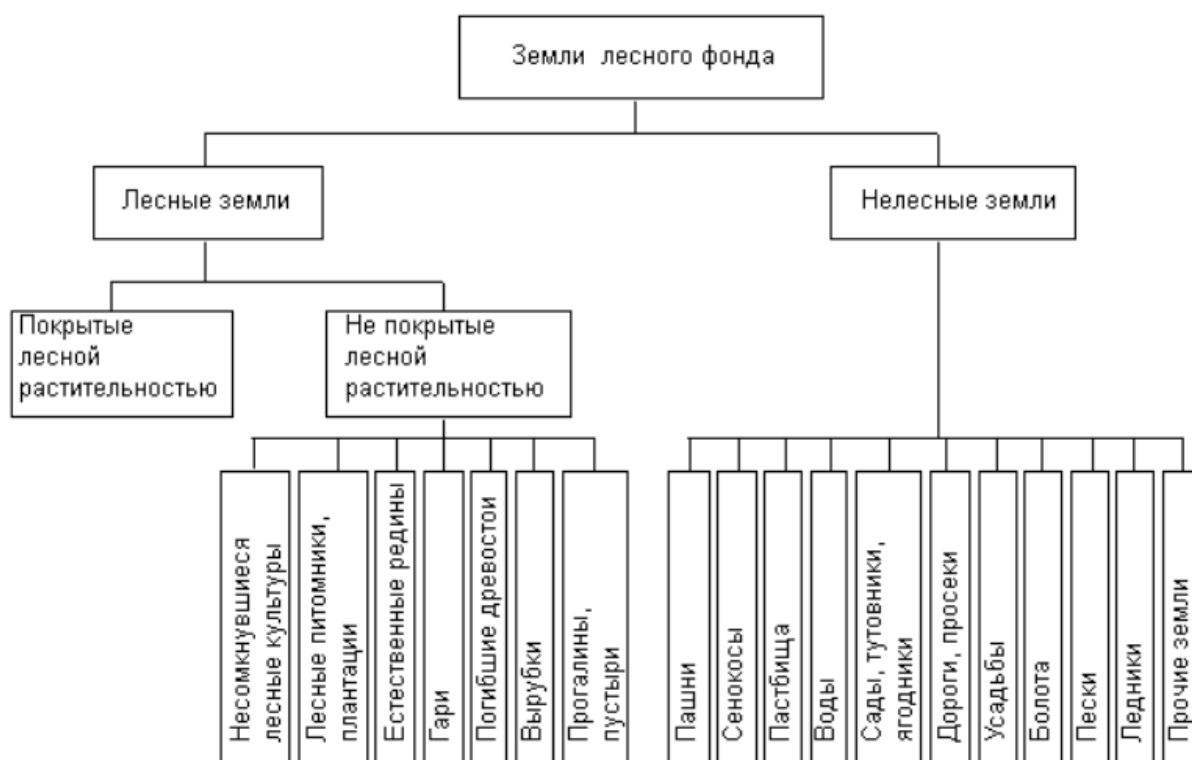 Земли лесного фонда
Лесные земли
Нелесные земли
Покрытые
лесной
растительностью
Не покрытые
лесной
растительностью
Несомкнувшиеся
лесные культуры
Лесные питомники,
плантации
Естественные редины
Гари
Погибшие древостои
Вырубки
Прогалины,
пустыри
Пашни
Сенокосы
Пастбища
Воды
Сады, тутовники,
ягодники
Дороги, просеки
Усадьбы
Болота
Пески
Ледники
Прочие земли